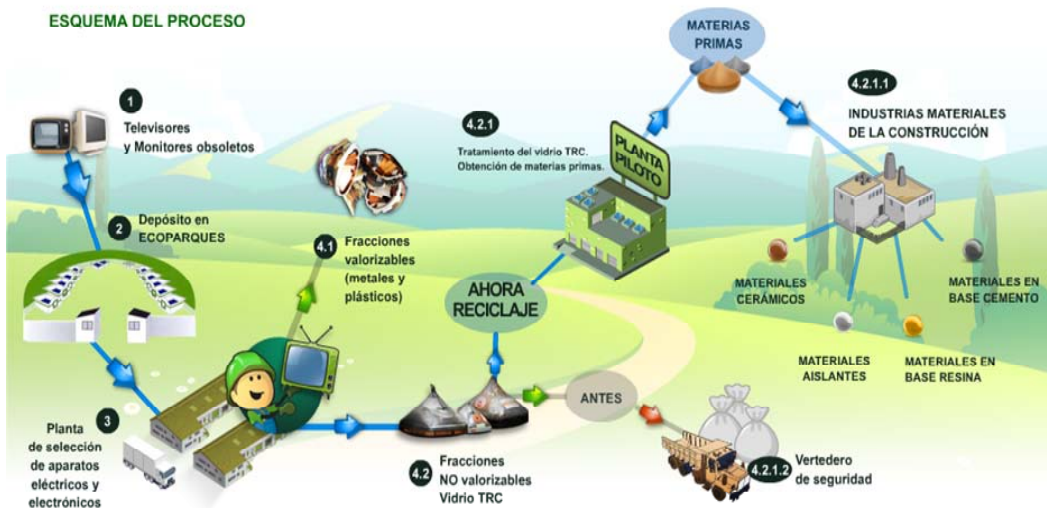 ESQUEMA DEL PROCESO
1
Televisores
y Monitores obsoletos
2
Depósito en
ECOPARQUES
3
Planta
de selección
de aparatos
eléctricos y
electrónicos
4.1
Fracciones
valorizables
(metales y
plásticos)
4.2
Fracciones
NO valorizables
Vidrio TRC
AHORA
RECICLAJE
ANTES
4.2.1
Tratamiento del vidrio TRC.
Obtención de materias primas.
PLANTA
PILOTO
MATERIAS
PRIMAS
4.2.1.1
INDUSTRIAS MATERIALES
DE LA CONSTRUCCIÓN
MATERIALES
CERÁMICOS
MATERIALES
AISLANTES
MATERIALES EN
BASE RESINA
MATERIALES EN
BASE CEMENTO
4.2.1.2
Vertedero
de seguridad